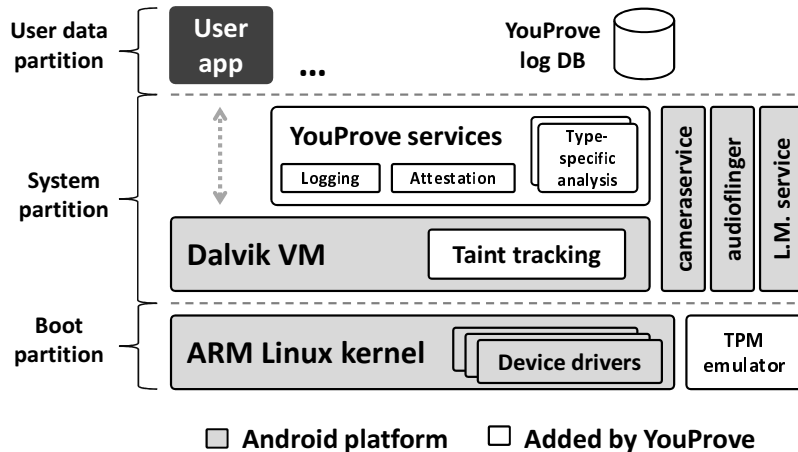 User data
partition
User
app
...
YouProve
log DB
System
partition
YouProve services
Logging
Attestation
Type-
specific
analysis
Dalvik VM
Taint tracking
cameraservice
audioflinger
L.M. service
Boot
partition
ARM Linux kernel
Device drivers
TPM
emulator
Android platform
Added by YouProve